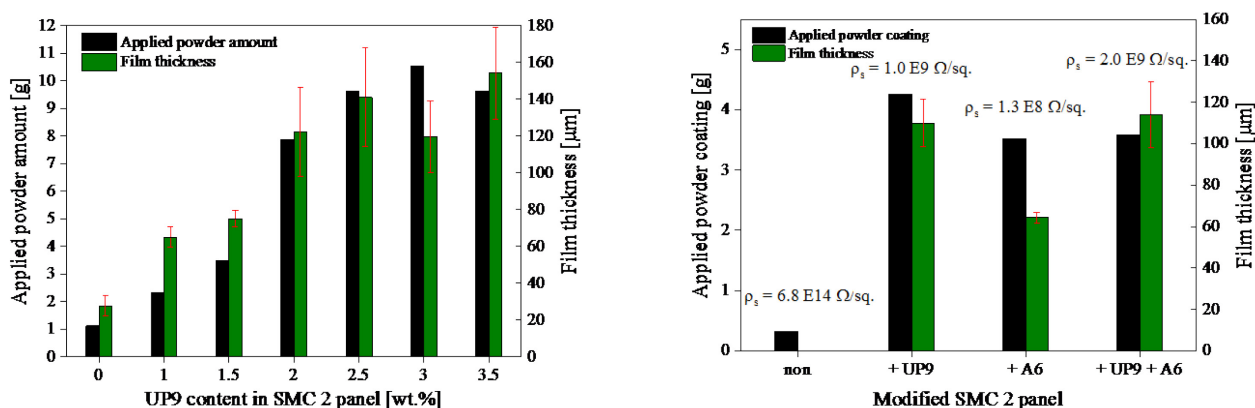 12
11
10
9
8
7
6
5
4
3
2
1
0
Applied powder amount [g]
Applied powder amount
Film thickness
180
160
140
120
100
80
60
40
20
0
Film thickness [μm]
0 1 1.5 2 2.5 3 3.5
UP9 content in SMC 2 panel [wt.%]
5
4
3
2
1
0
Applied powder coating [g]
Applied powder coating
Film thickness
ρs = 6.8 E14 Ω/sq.
ρs = 1.0 E9 Ω/sq.
ρs = 1.3 E8 Ω/sq.
ρs = 2.0 E9 Ω/sq.
160
140
120
100
80
60
40
20
0
Film thickness [μm]
non + UP9 + A6 + UP9 + A6
Modified SMC 2 panel